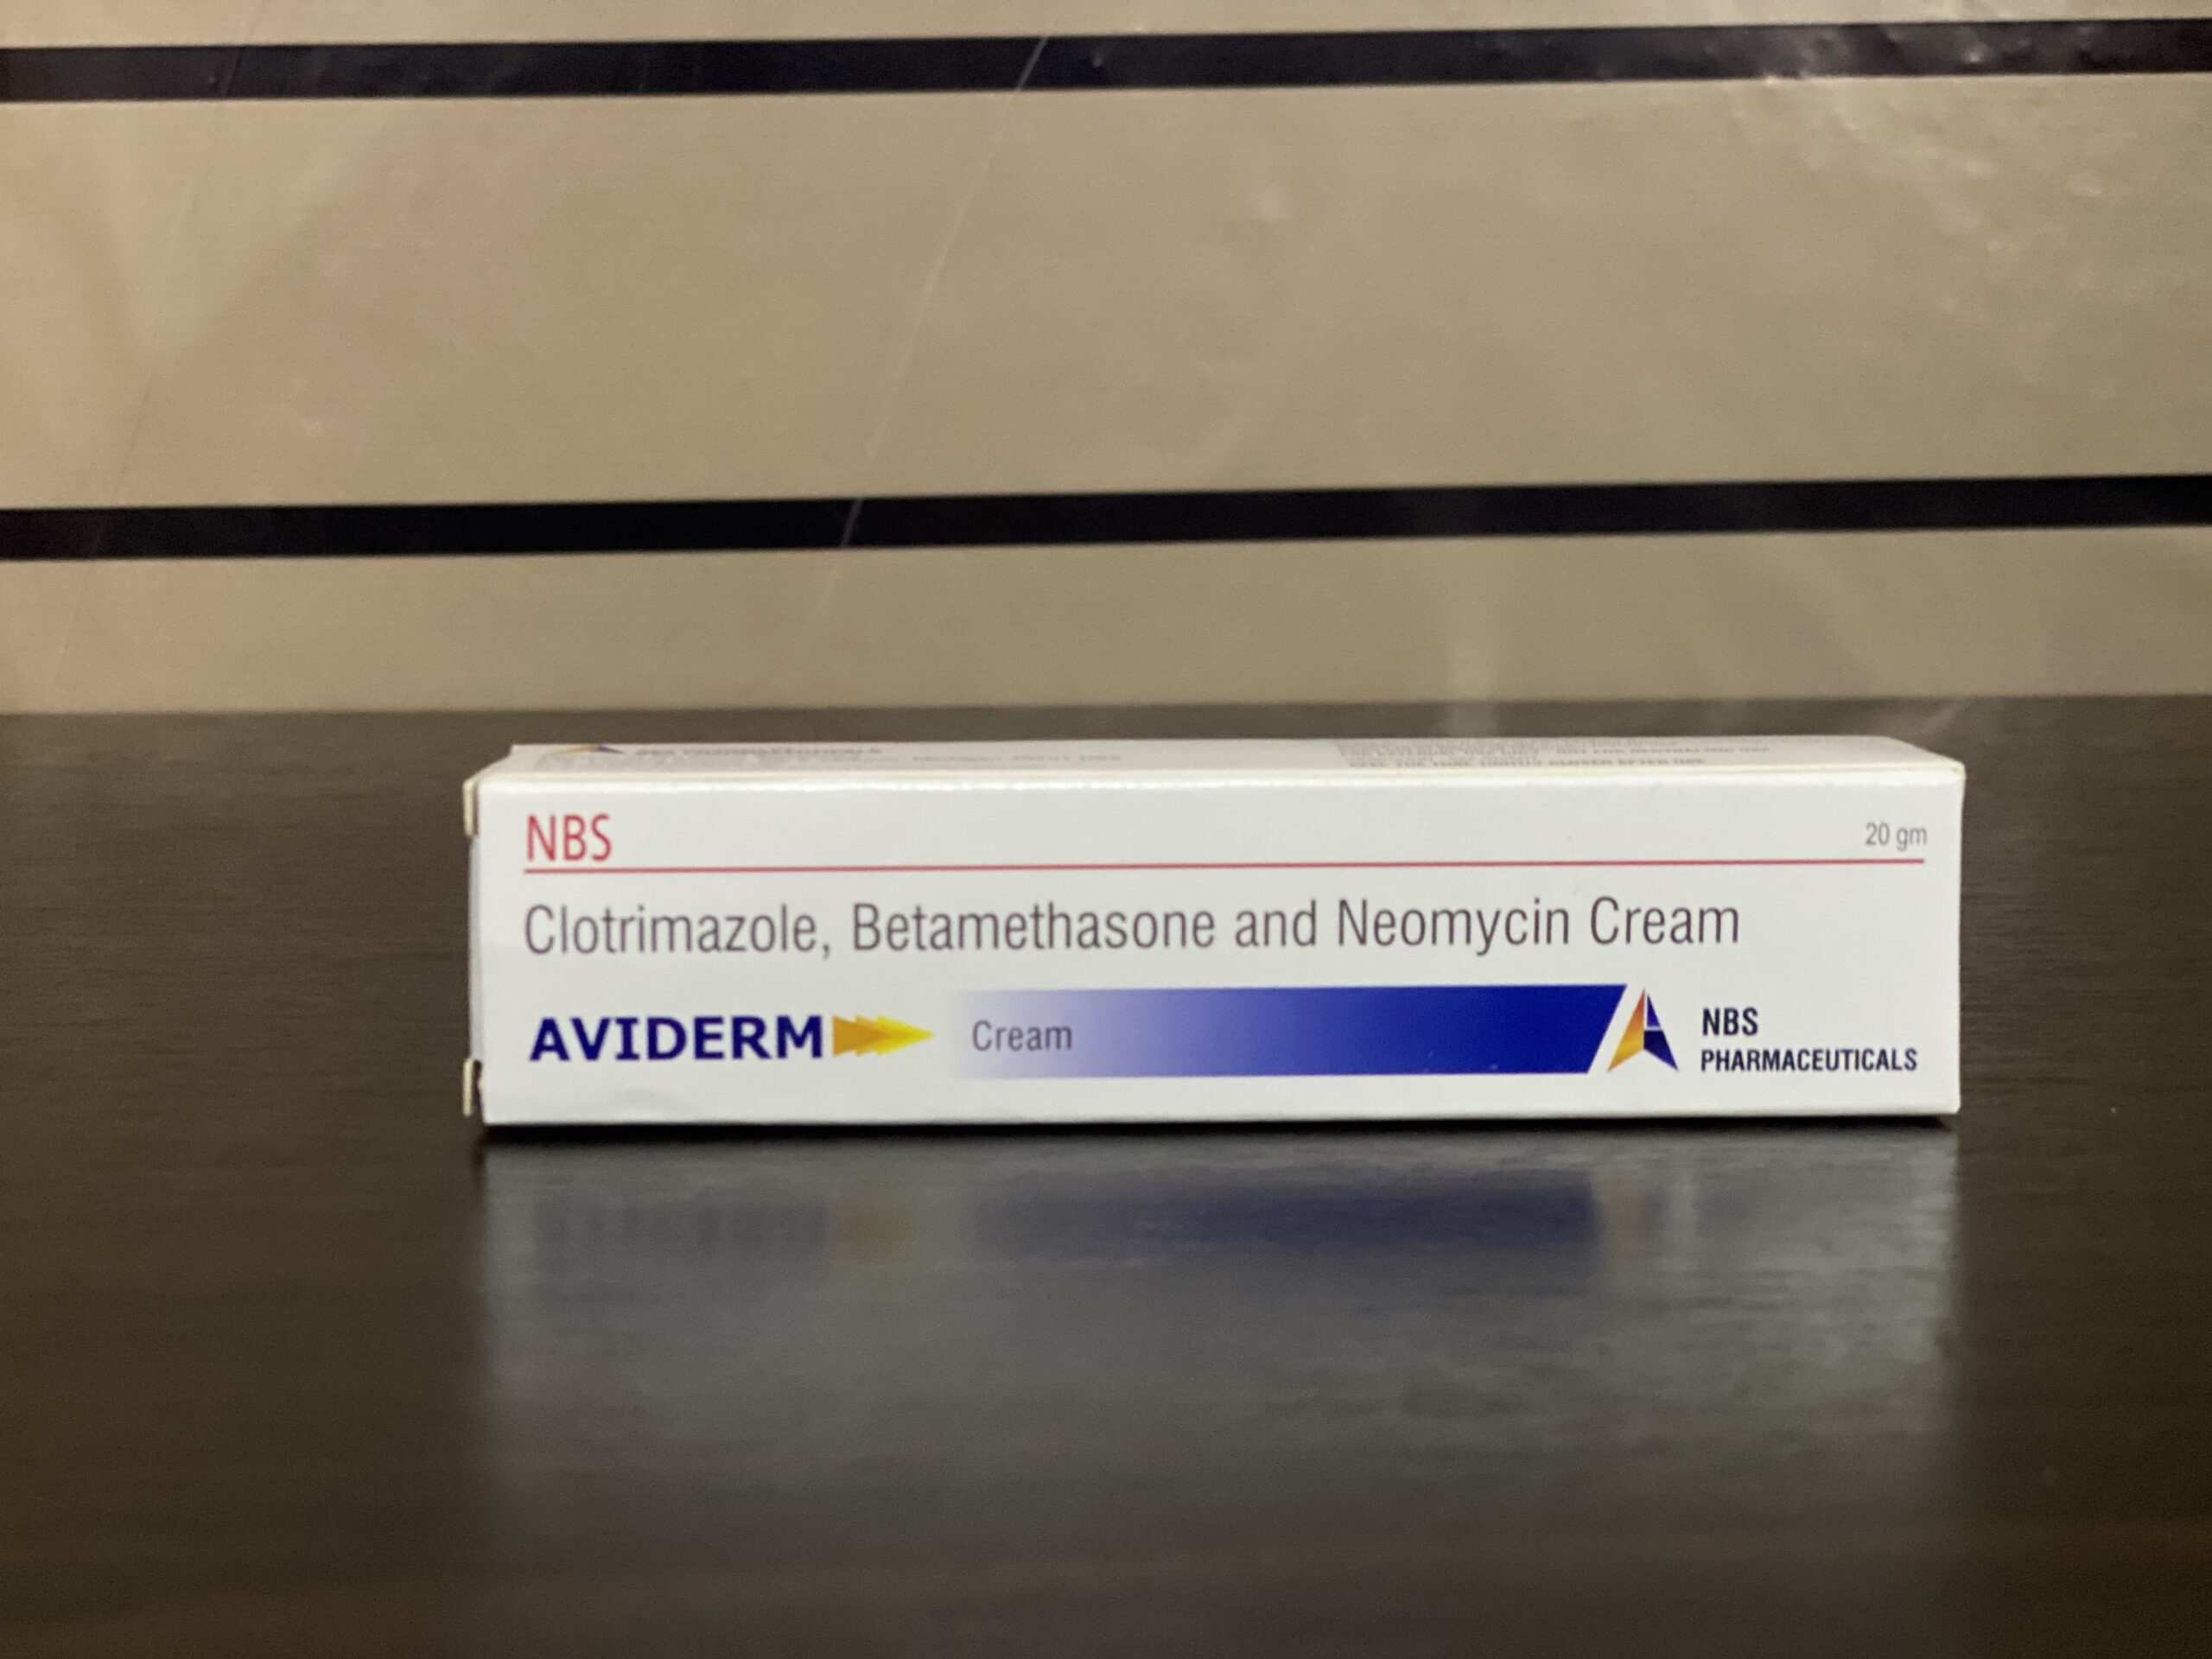 NBS
20 gm
Clotrimazole, Betamethasone and Neomycin Cream
AVIDERM Cream
NBS
PHARMACEUTICALS